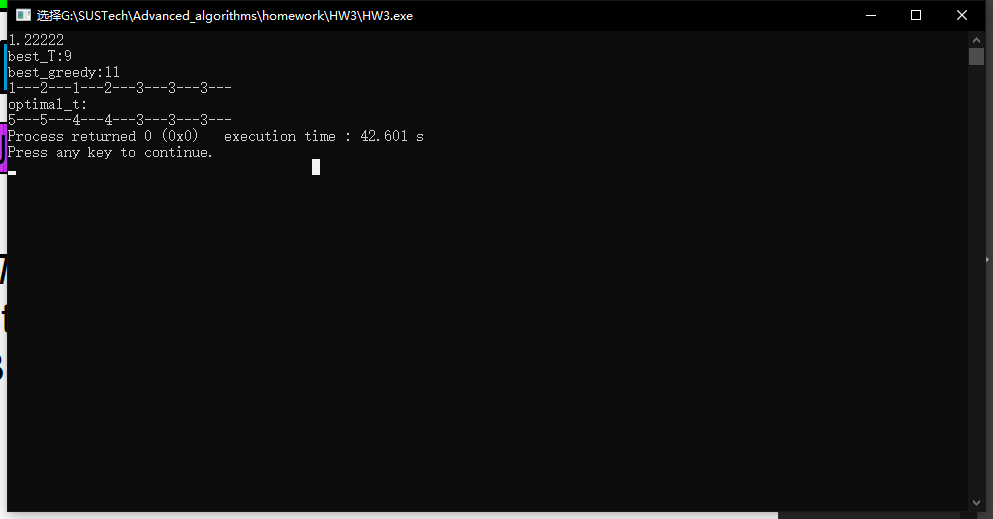 选择G:\SUSTech\Advanced_algorithms\homework\HW3\HW3.exe
1.22222
best_T:9
best_greedy:11
1---2---1---2---3---3---3---
optimal_t:
5---5---4---4---3---3---3---
Process returned 0 (0x0)   execution time : 42.601 s
Press any key to continue.